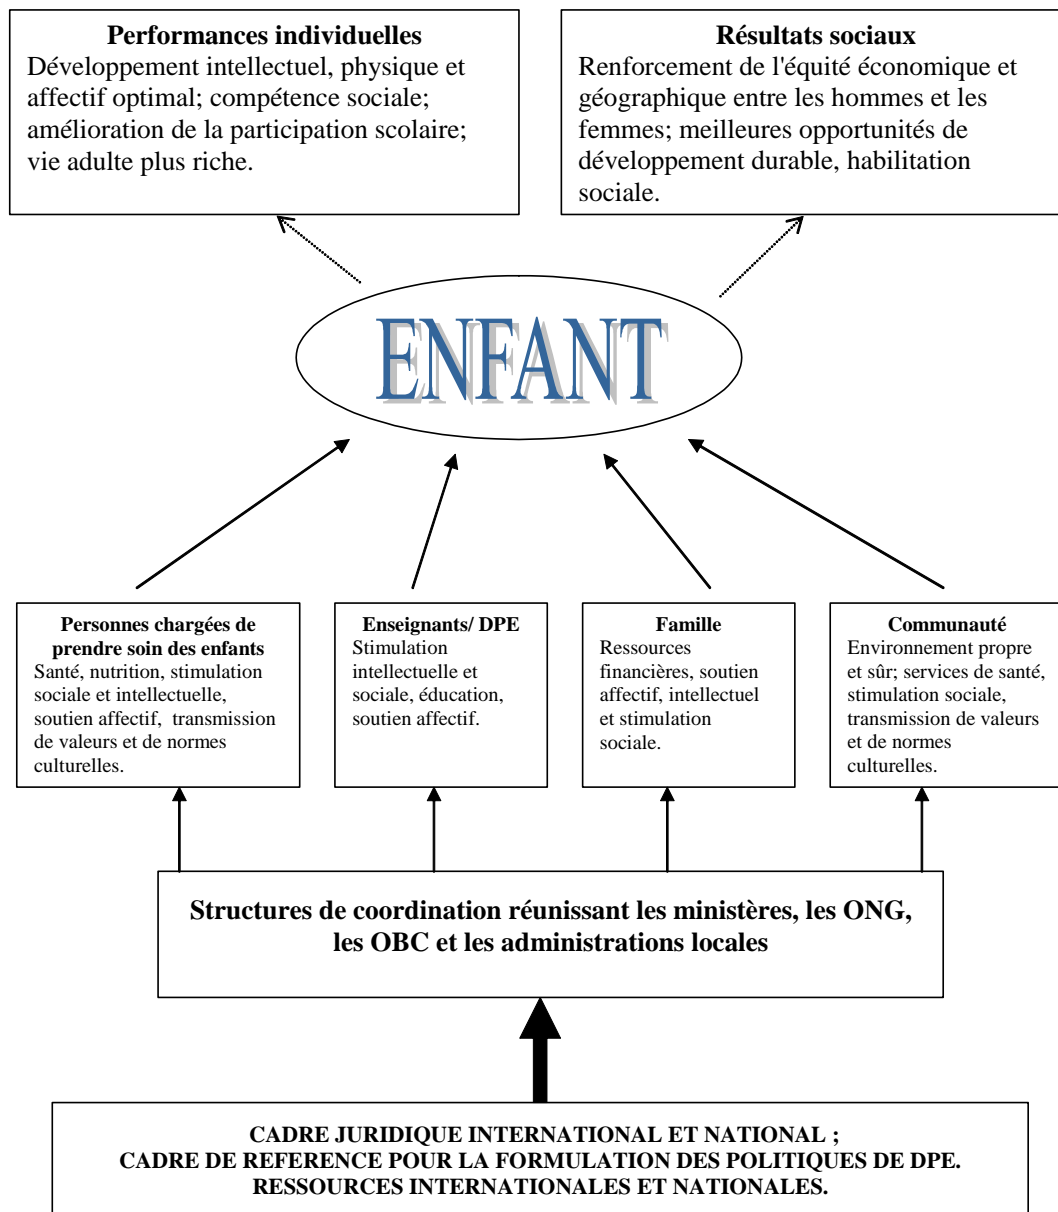 Performances individuelles
Développement intellectuel, physique et
affectif optimal; compétence sociale;
amélioration de la participation scolaire;
vie adulte plus riche.
Résultats sociaux
Renforcement de l'équité économique et
géographique entre les hommes et les
femmes; meilleures opportunités de
développement durable, habilitation
sociale.
ENFANT
Personnes chargées de
prendre soin des enfants
Santé, nutrition, stimulation
sociale et intellectuelle,
soutien affectif, transmission
de valeurs et de normes
culturelles.
Enseignants/ DPE
Stimulation
intellectuelle et
sociale, éducation,
soutien affectif.
Famille
Ressources
financières, soutien
affectif, intellectuel
et stimulation
sociale.
Communauté
Environnement propre
et sûr; services de santé,
stimulation sociale,
transmission de valeurs
et de normes
culturelles.
Structures de coordination réunissant les ministères, les ONG,
les OBC et les administrations locales
CADRE JURIDIQUE INTERNATIONAL ET NATIONAL ;
CADRE DE REFERENCE POUR LA FORMULATION DES POLITIQUES DE DPE.
RESSOURCES INTERNATIONALES ET NATIONALES.